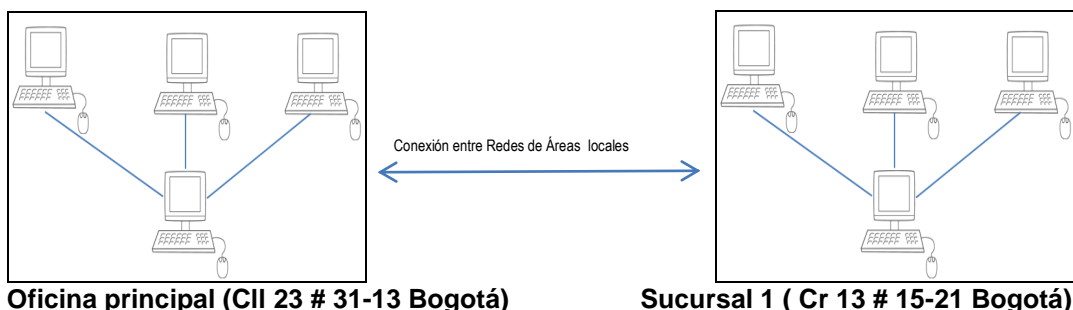 Conexión entre Redes de Áreas locales
Oficina principal (Cll 23 # 31-13 Bogotá)
Sucursal 1 ( Cr 13 # 15-21 Bogotá)